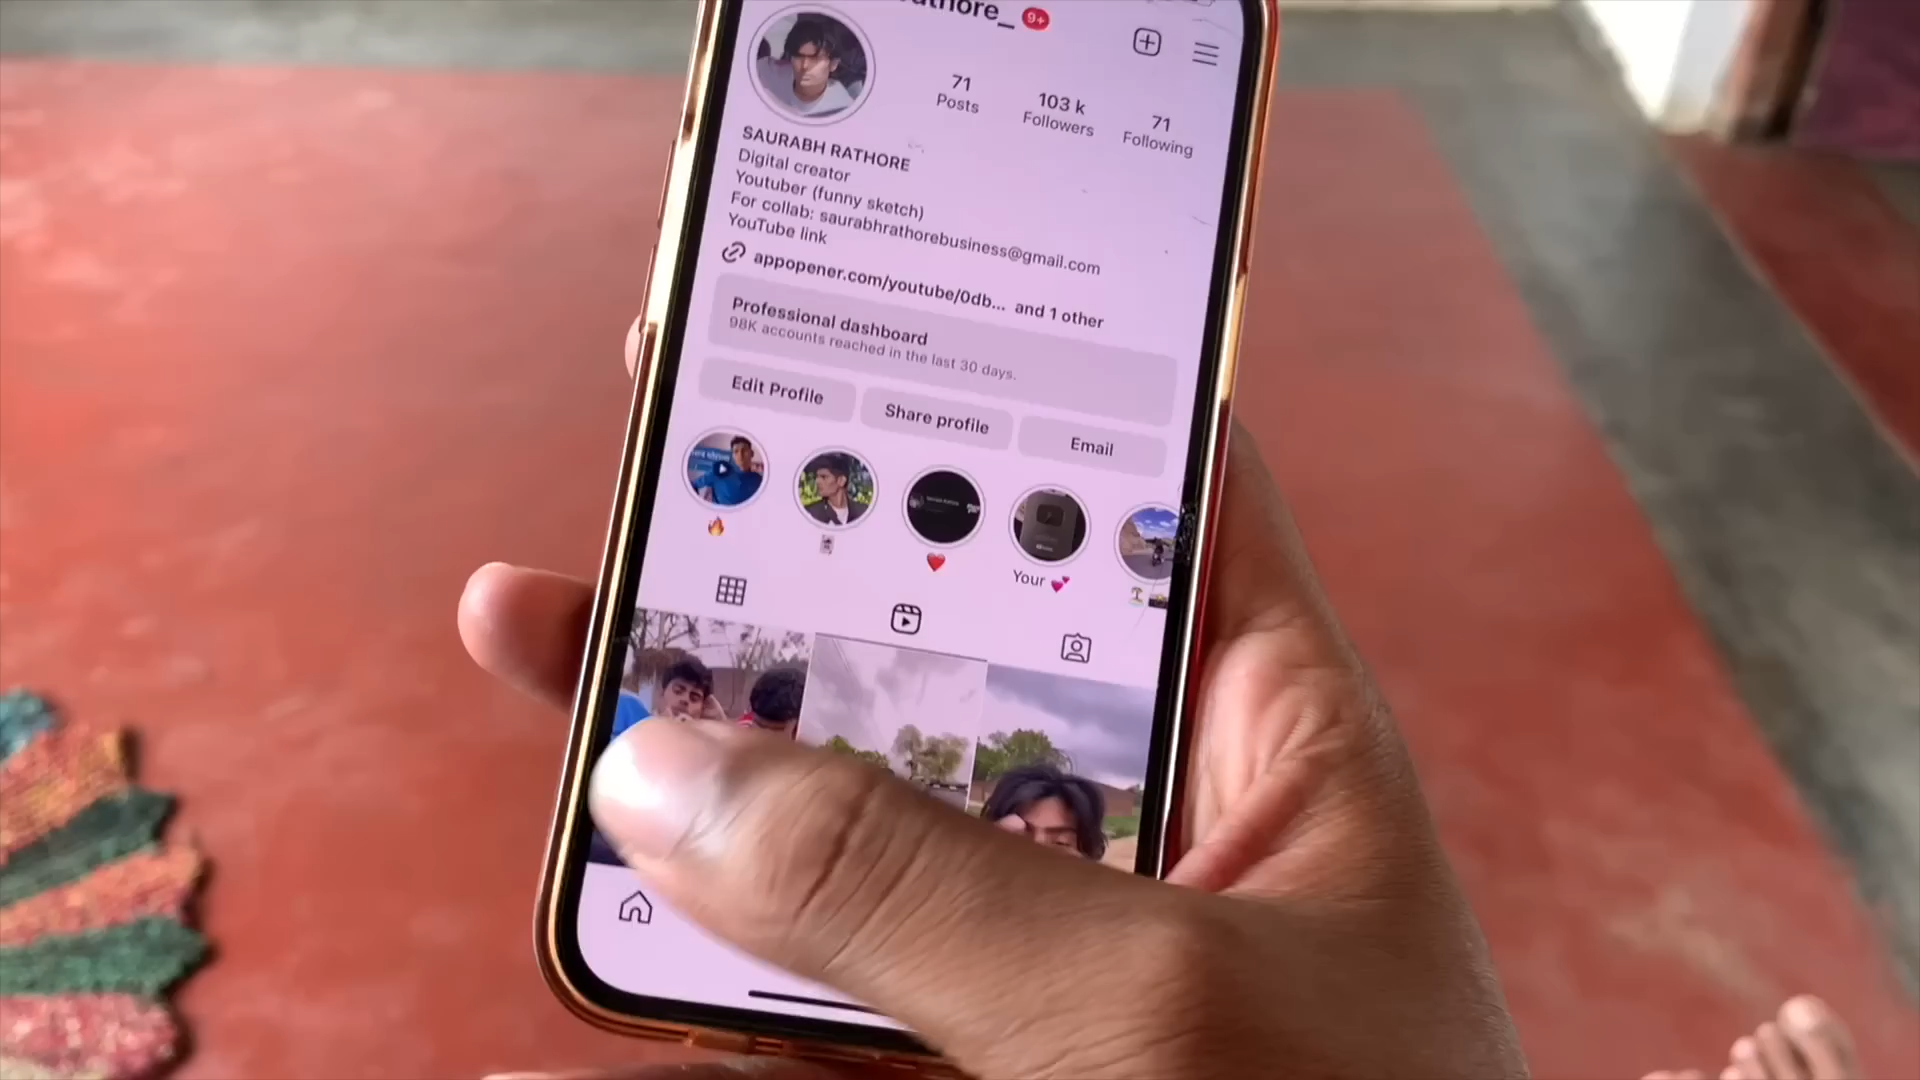 9+
71
Posts
103 k
Followers
71
Following
SAURABH RATHORE
Digital creator
Youtuber (funny sketch)
For collab: saurabhrathorebusiness@gmail.com
YouTube link
appopener.com/youtube/0db... and 1 other
Professional dashboard
98K accounts reached in the last 30 days.
Edit Profile
Share profile
Email
Your 💕